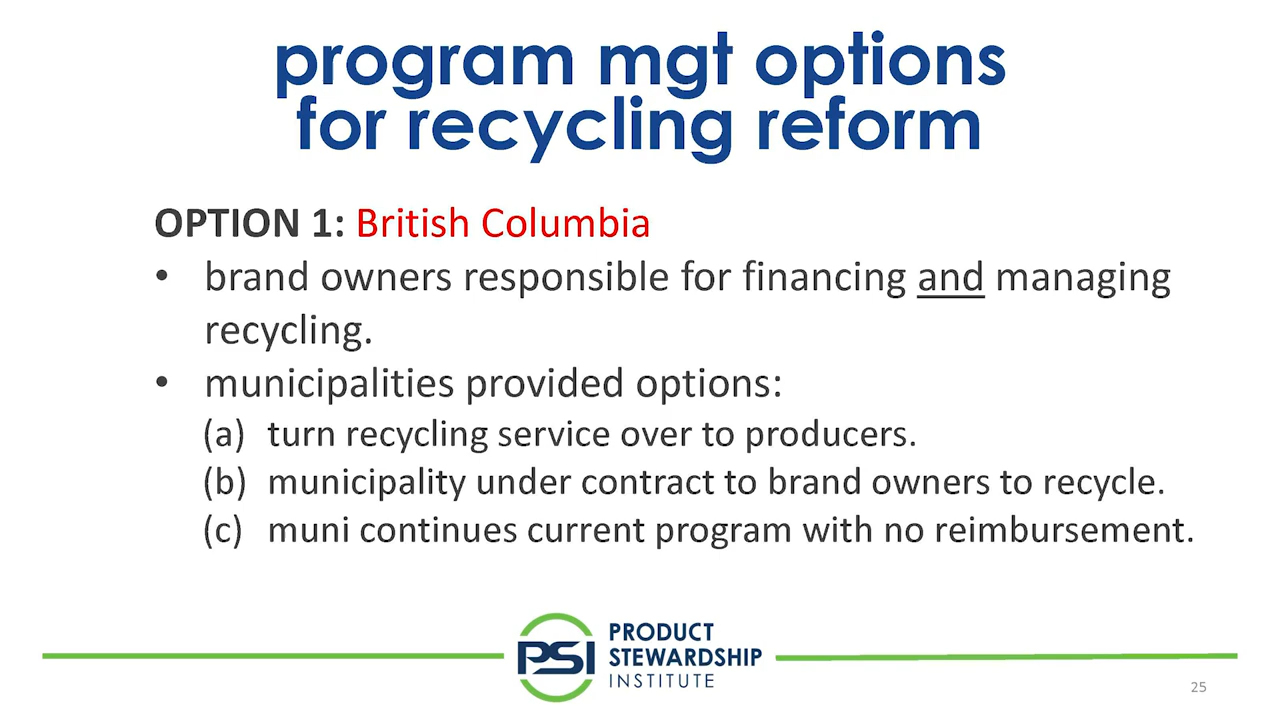 program mgt options
for recycling reform
OPTION 1: British Columbia
• brand owners responsible for financing and managing
recycling.
• municipalities provided options:
(a) turn recycling service over to producers.
(b) municipality under contract to brand owners to recycle.
(c) muni continues current program with no reimbursement.
PSI
PRODUCT
STEWARDSHIP
INSTITUTE
25